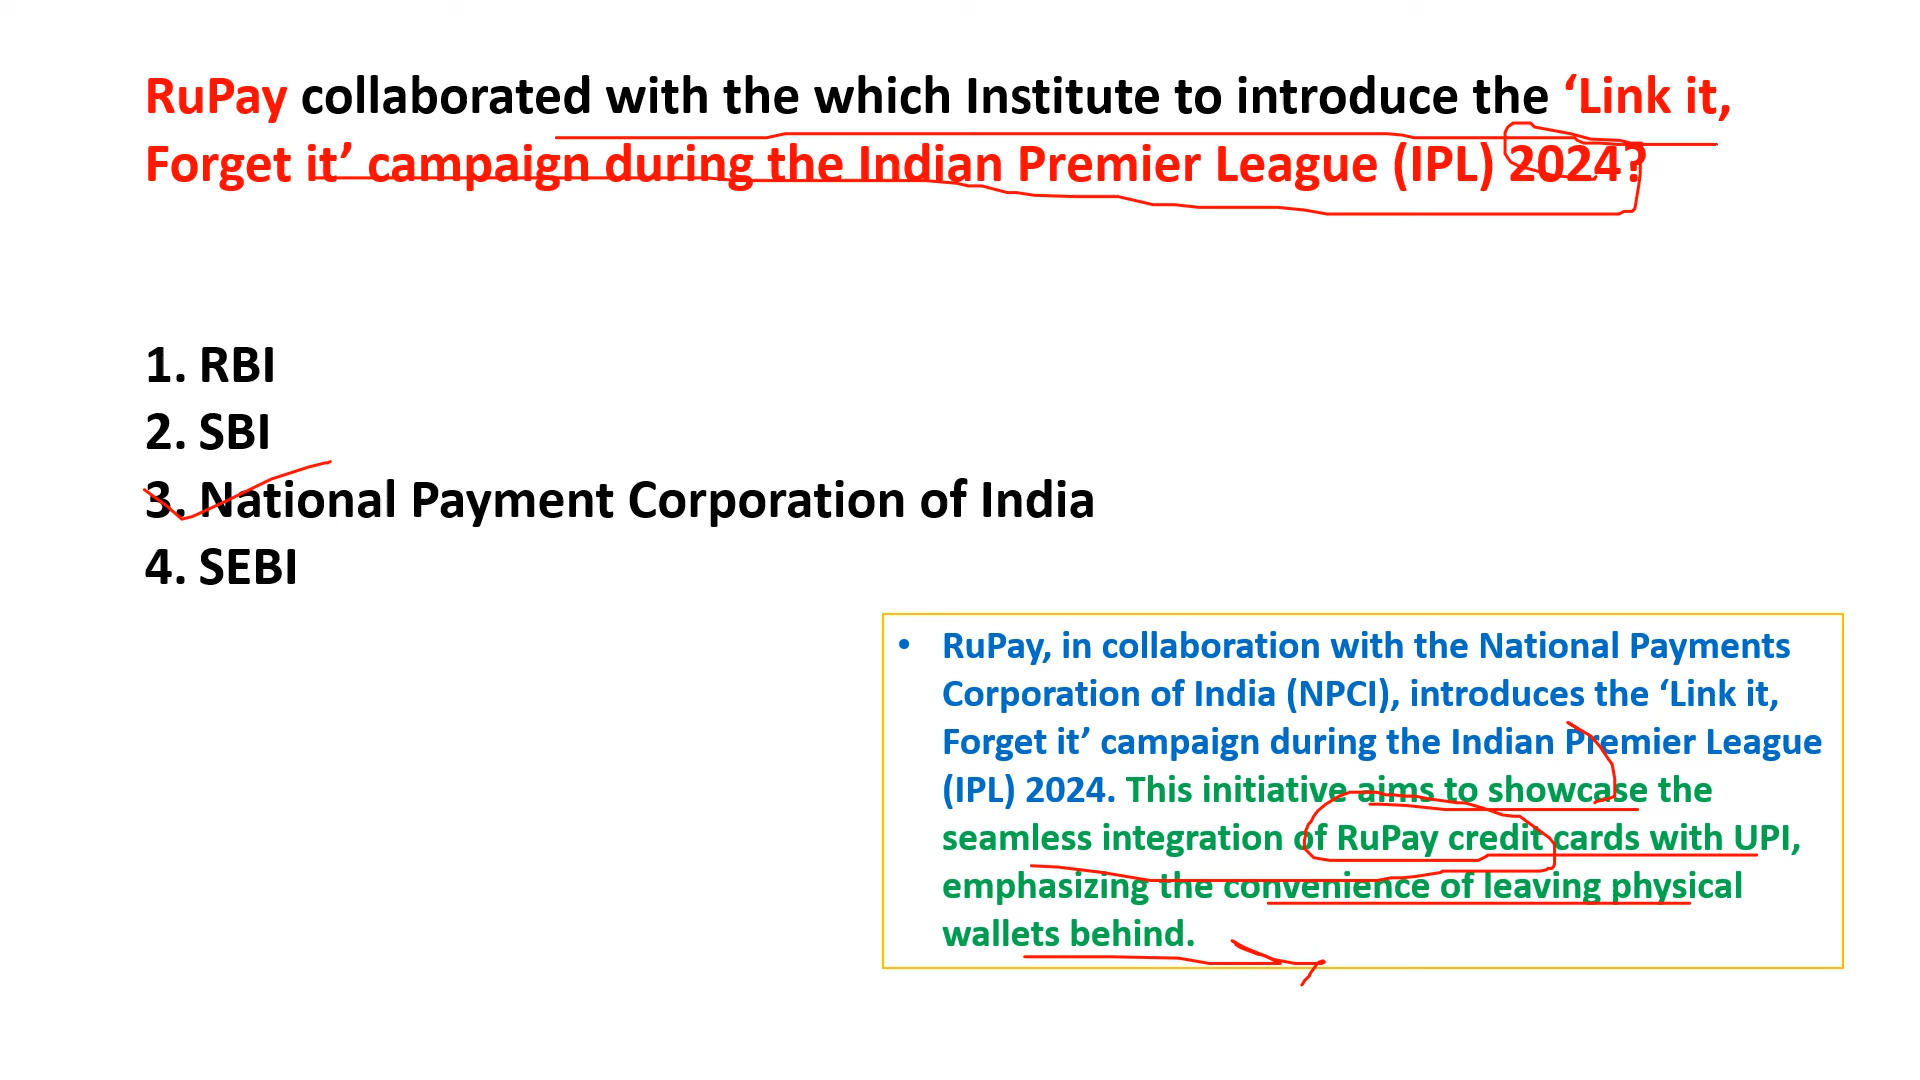 RuPay collaborated with the which Institute to introduce the ‘Link it,
Forget it’ campaign during the Indian Premier League (IPL) 2024?
1. RBI
2. SBI
3. National Payment Corporation of India
4. SEBI
• RuPay, in collaboration with the National Payments
Corporation of India (NPCI), introduces the ‘Link it,
Forget it’ campaign during the Indian Premier League
(IPL) 2024. This initiative aims to showcase the
seamless integration of RuPay credit cards with UPI,
emphasizing the convenience of leaving physical
wallets behind.